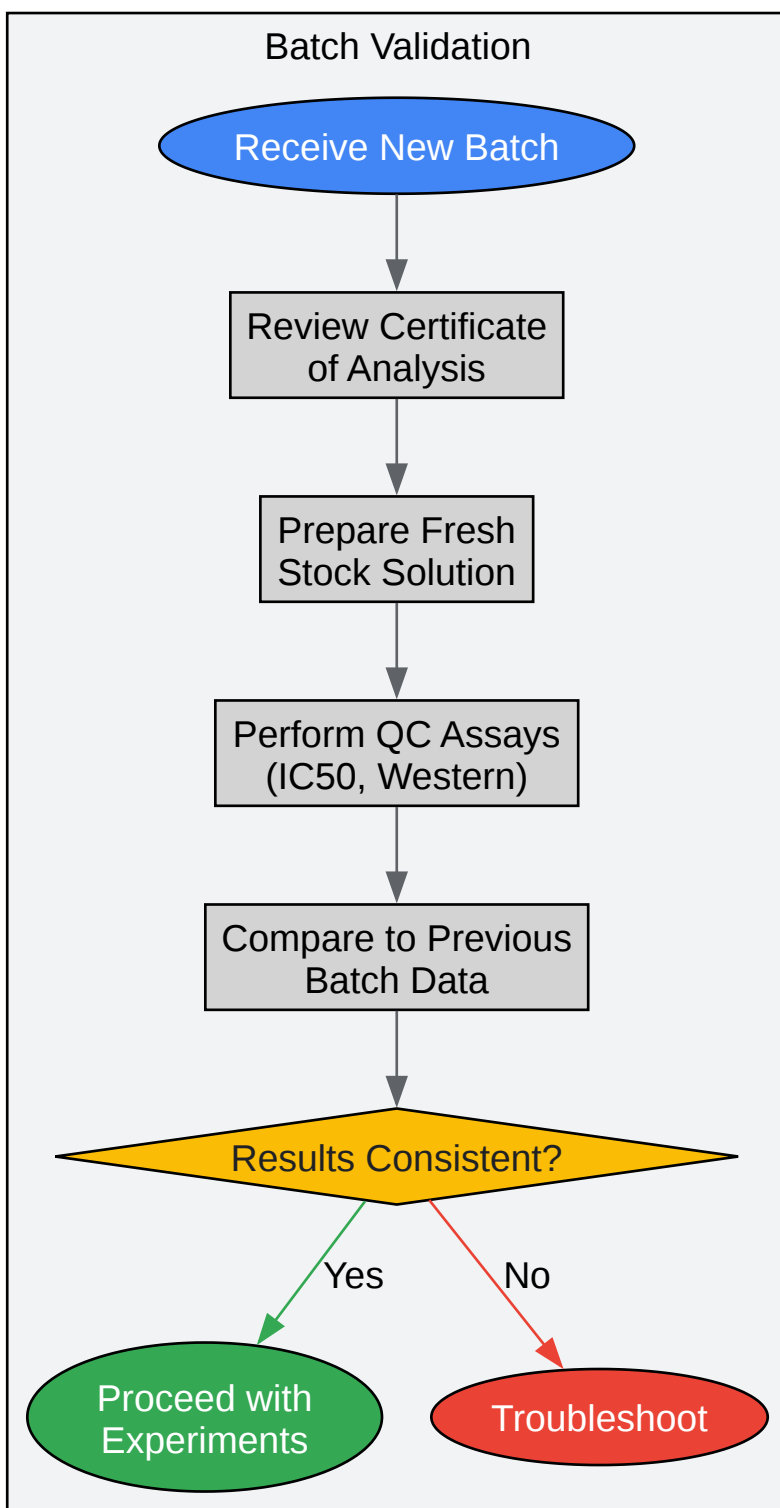 Batch Validation
Receive New Batch
Review Certificate
of Analysis
Prepare Fresh
Stock Solution
Perform QC Assays
(IC50, Western)
Compare to Previous
Batch Data
Results Consistent?
Yes
No
Proceed with
Experiments
Troubleshoot